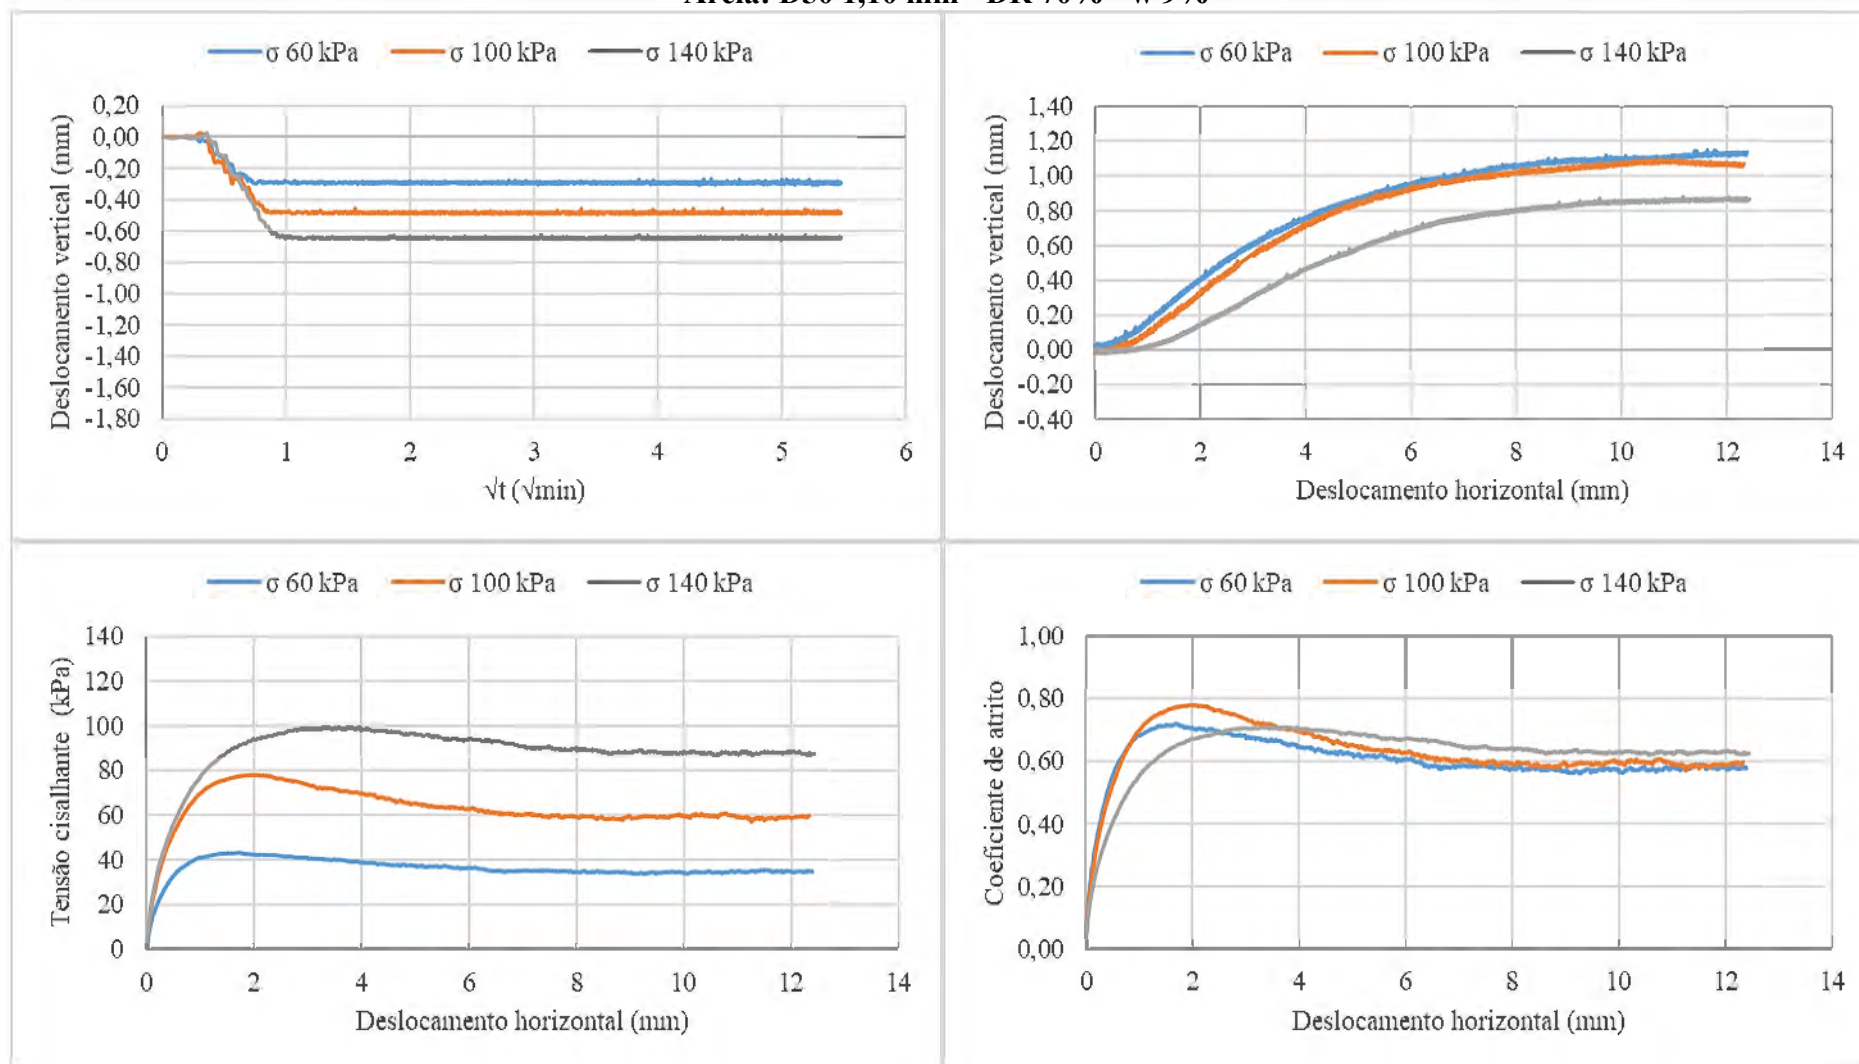 σ 60 kPa σ 100 kPa σ 140 kPa
Deslocamento vertical (mm)
0,20
0,00
-0,20
-0,40
-0,60
-0,80
-1,00
-1,20
-1,40
-1,60
-1,80
0 1 2 3 4 5 6
√t (√min)
σ 60 kPa σ 100 kPa σ 140 kPa
Deslocamento vertical (mm)
1,40
1,20
1,00
0,80
0,60
0,40
0,20
0,00
-0,20
-0,40
0 2 4 6 8 10 12 14
Deslocamento horizontal (mm)
σ 60 kPa σ 100 kPa σ 140 kPa
Tensão cisalhante (kPa)
140
120
100
80
60
40
20
0
0 2 4 6 8 10 12 14
Deslocamento horizontal (mm)
σ 60 kPa σ 100 kPa σ 140 kPa
Coeficiente de atrito
1,00
0,80
0,60
0,40
0,20
0,00
0 2 4 6 8 10 12 14
Deslocamento horizontal (mm)